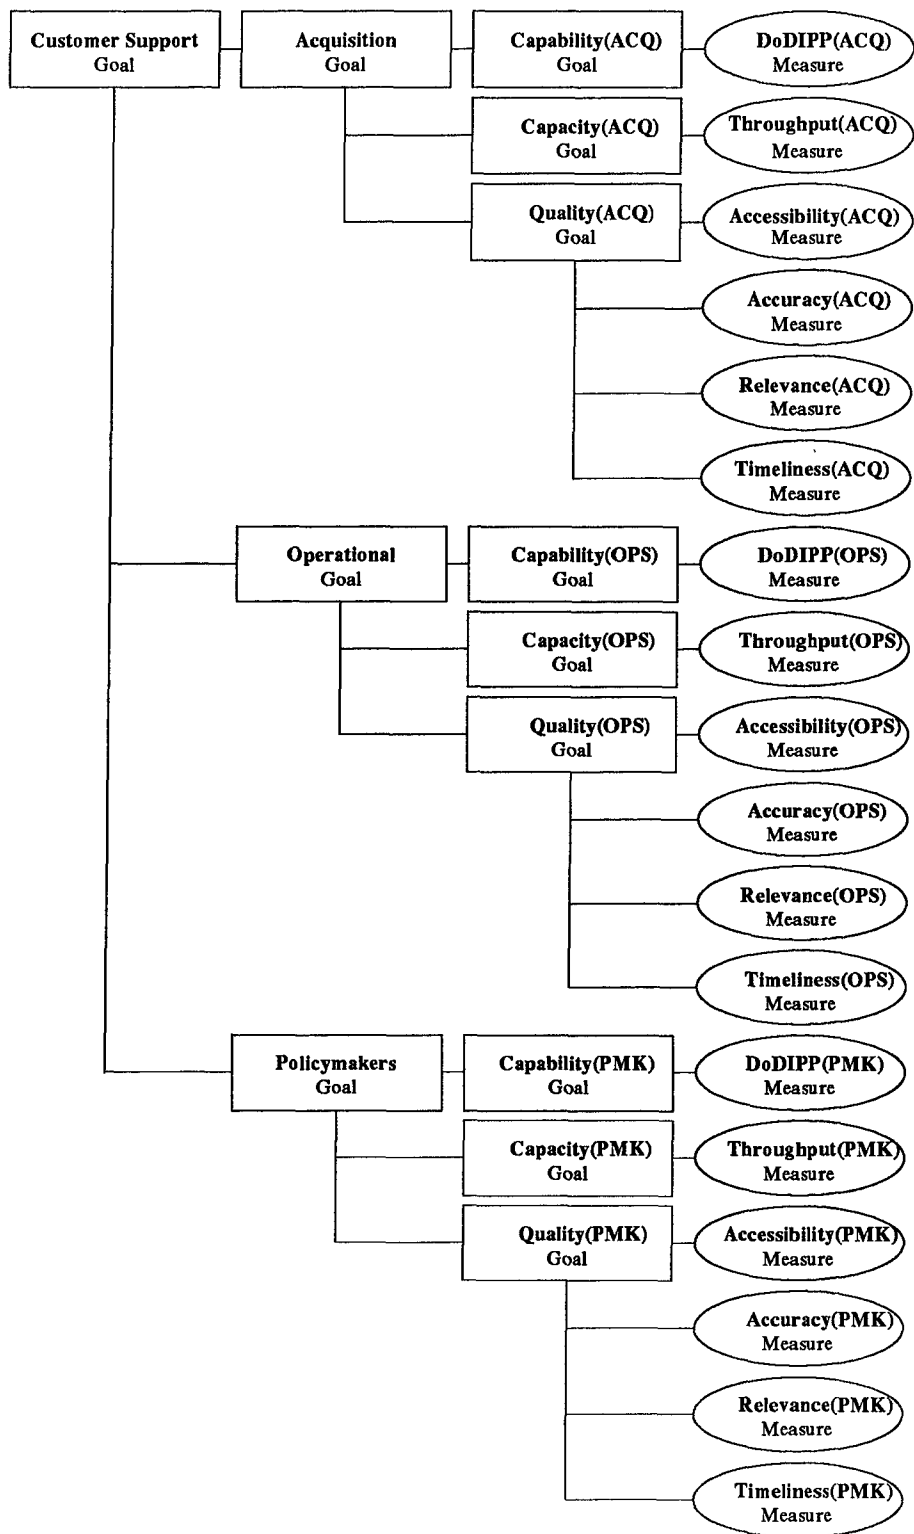 Customer Support
Goal
Acquisition
Goal
Capability(ACQ)
Goal
DoDIPP(ACQ)
Measure
Capacity(ACQ)
Goal
Throughput(ACQ)
Measure
Quality(ACQ)
Goal
Accessibility(ACQ)
Measure
Accuracy(ACQ)
Measure
Relevance(ACQ)
Measure
Timeliness(ACQ)
Measure
Operational
Goal
Capability(OPS)
Goal
DoDIPP(OPS)
Measure
Capacity(OPS)
Goal
Throughput(OPS)
Measure
Quality(OPS)
Goal
Accessibility(OPS)
Measure
Accuracy(OPS)
Measure
Relevance(OPS)
Measure
Timeliness(OPS)
Measure
Policymakers
Goal
Capability(PMK)
Goal
DoDIPP(PMK)
Measure
Capacity(PMK)
Goal
Throughput(PMK)
Measure
Quality(PMK)
Goal
Accessibility(PMK)
Measure
Accuracy(PMK)
Measure
Relevance(PMK)
Measure
Timeliness(PMK)
Measure